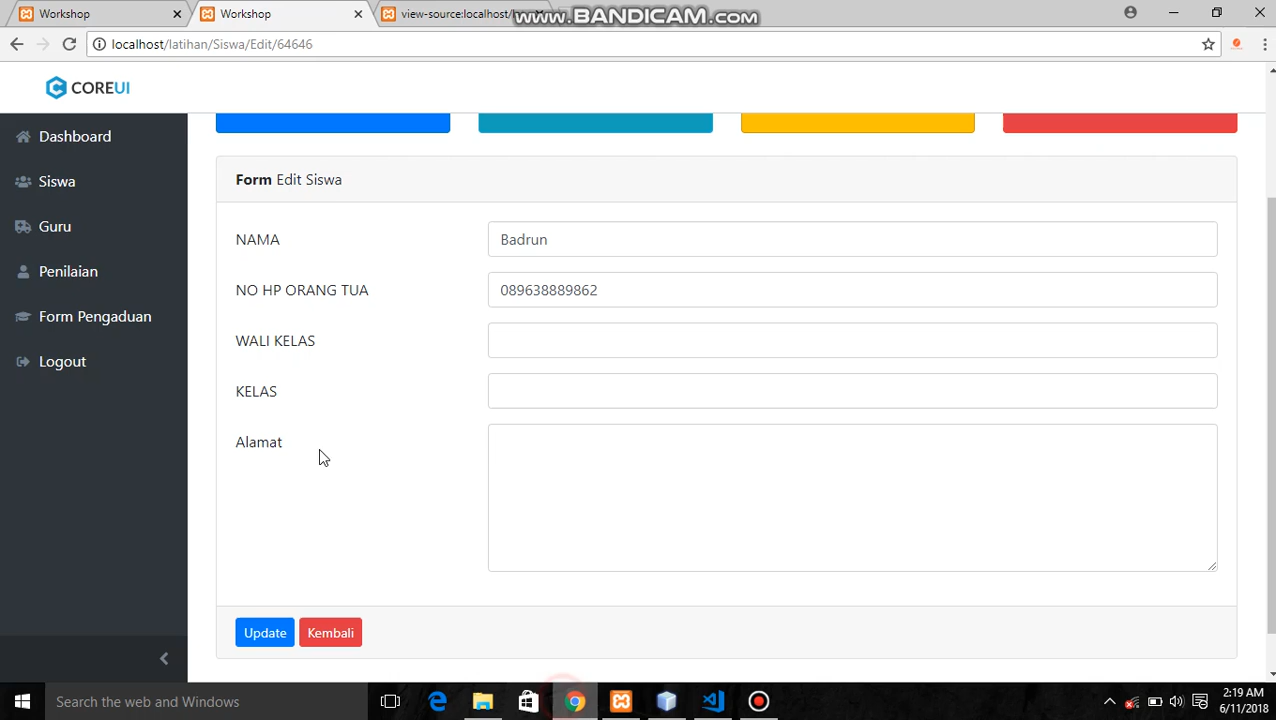 Workshop
Workshop
view-source:localhost/
www.BANDICAM.com
localhost/latihan/Siswa/Edit/64646
COREUI
Dashboard
Siswa
Guru
Penilaian
Form Pengaduan
Logout
Form Edit Siswa
NAMA
Badrun
NO HP ORANG TUA
089638889862
WALI KELAS
KELAS
Alamat
Update
Kembali
Search the web and Windows
2:19 AM
6/11/2018